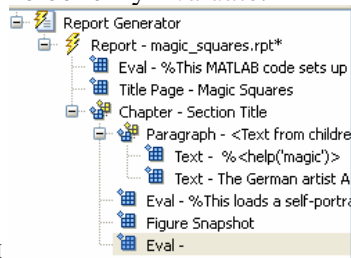 Report Generator
Report - magic_squares.rpt*
Eval - %This MATLAB code sets up
Title Page - Magic Squares
Chapter - Section Title
Paragraph - <Text from childre
Text - %<help('magic')>
Text - The German artist A
Eval - %This loads a self-portra
Figure Snapshot
Eval -